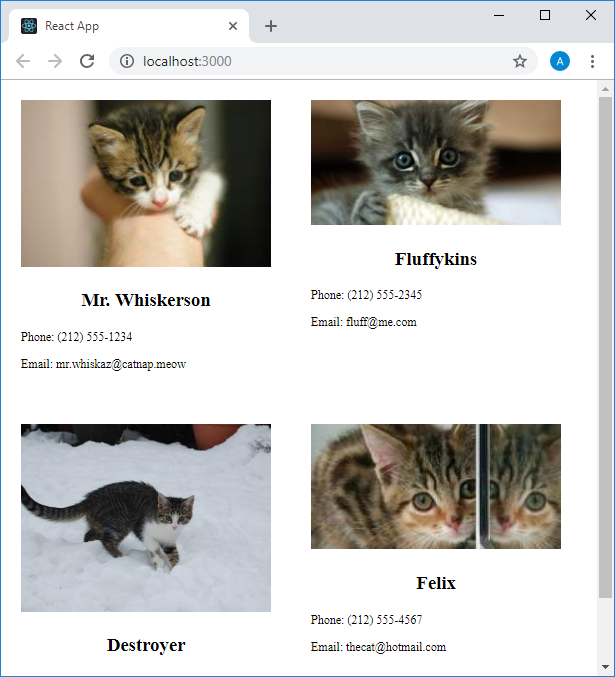 React App
localhost:3000
A
Mr. Whiskerson
Phone: (212) 555-1234
Email: mr.whiskaz@catnap.meow
Fluffykins
Phone: (212) 555-2345
Email: fluff@me.com
Destroyer
Felix
Phone: (212) 555-4567
Email: thecat@hotmail.com